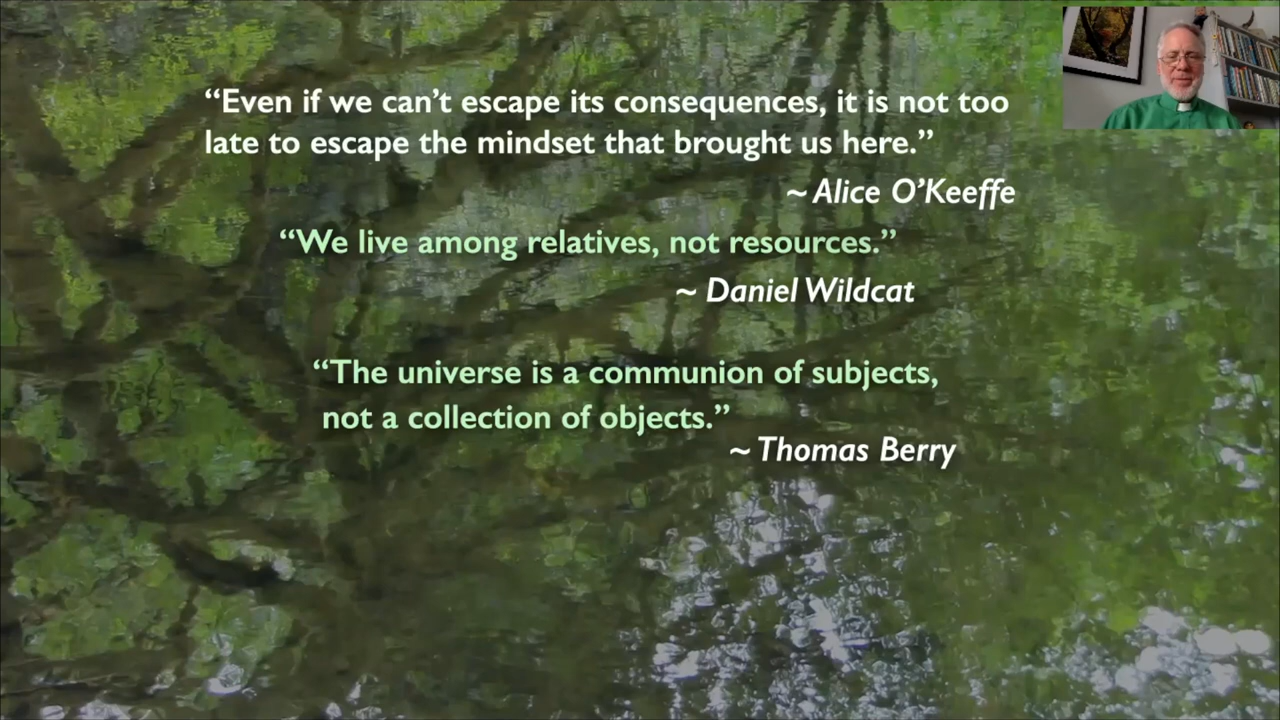 “Even if we can’t escape its consequences, it is not too
late to escape the mindset that brought us here.”
~ Alice O’Keeffe
“We live among relatives, not resources.”
~ Daniel Wildcat
“The universe is a communion of subjects,
not a collection of objects.”
~ Thomas Berry